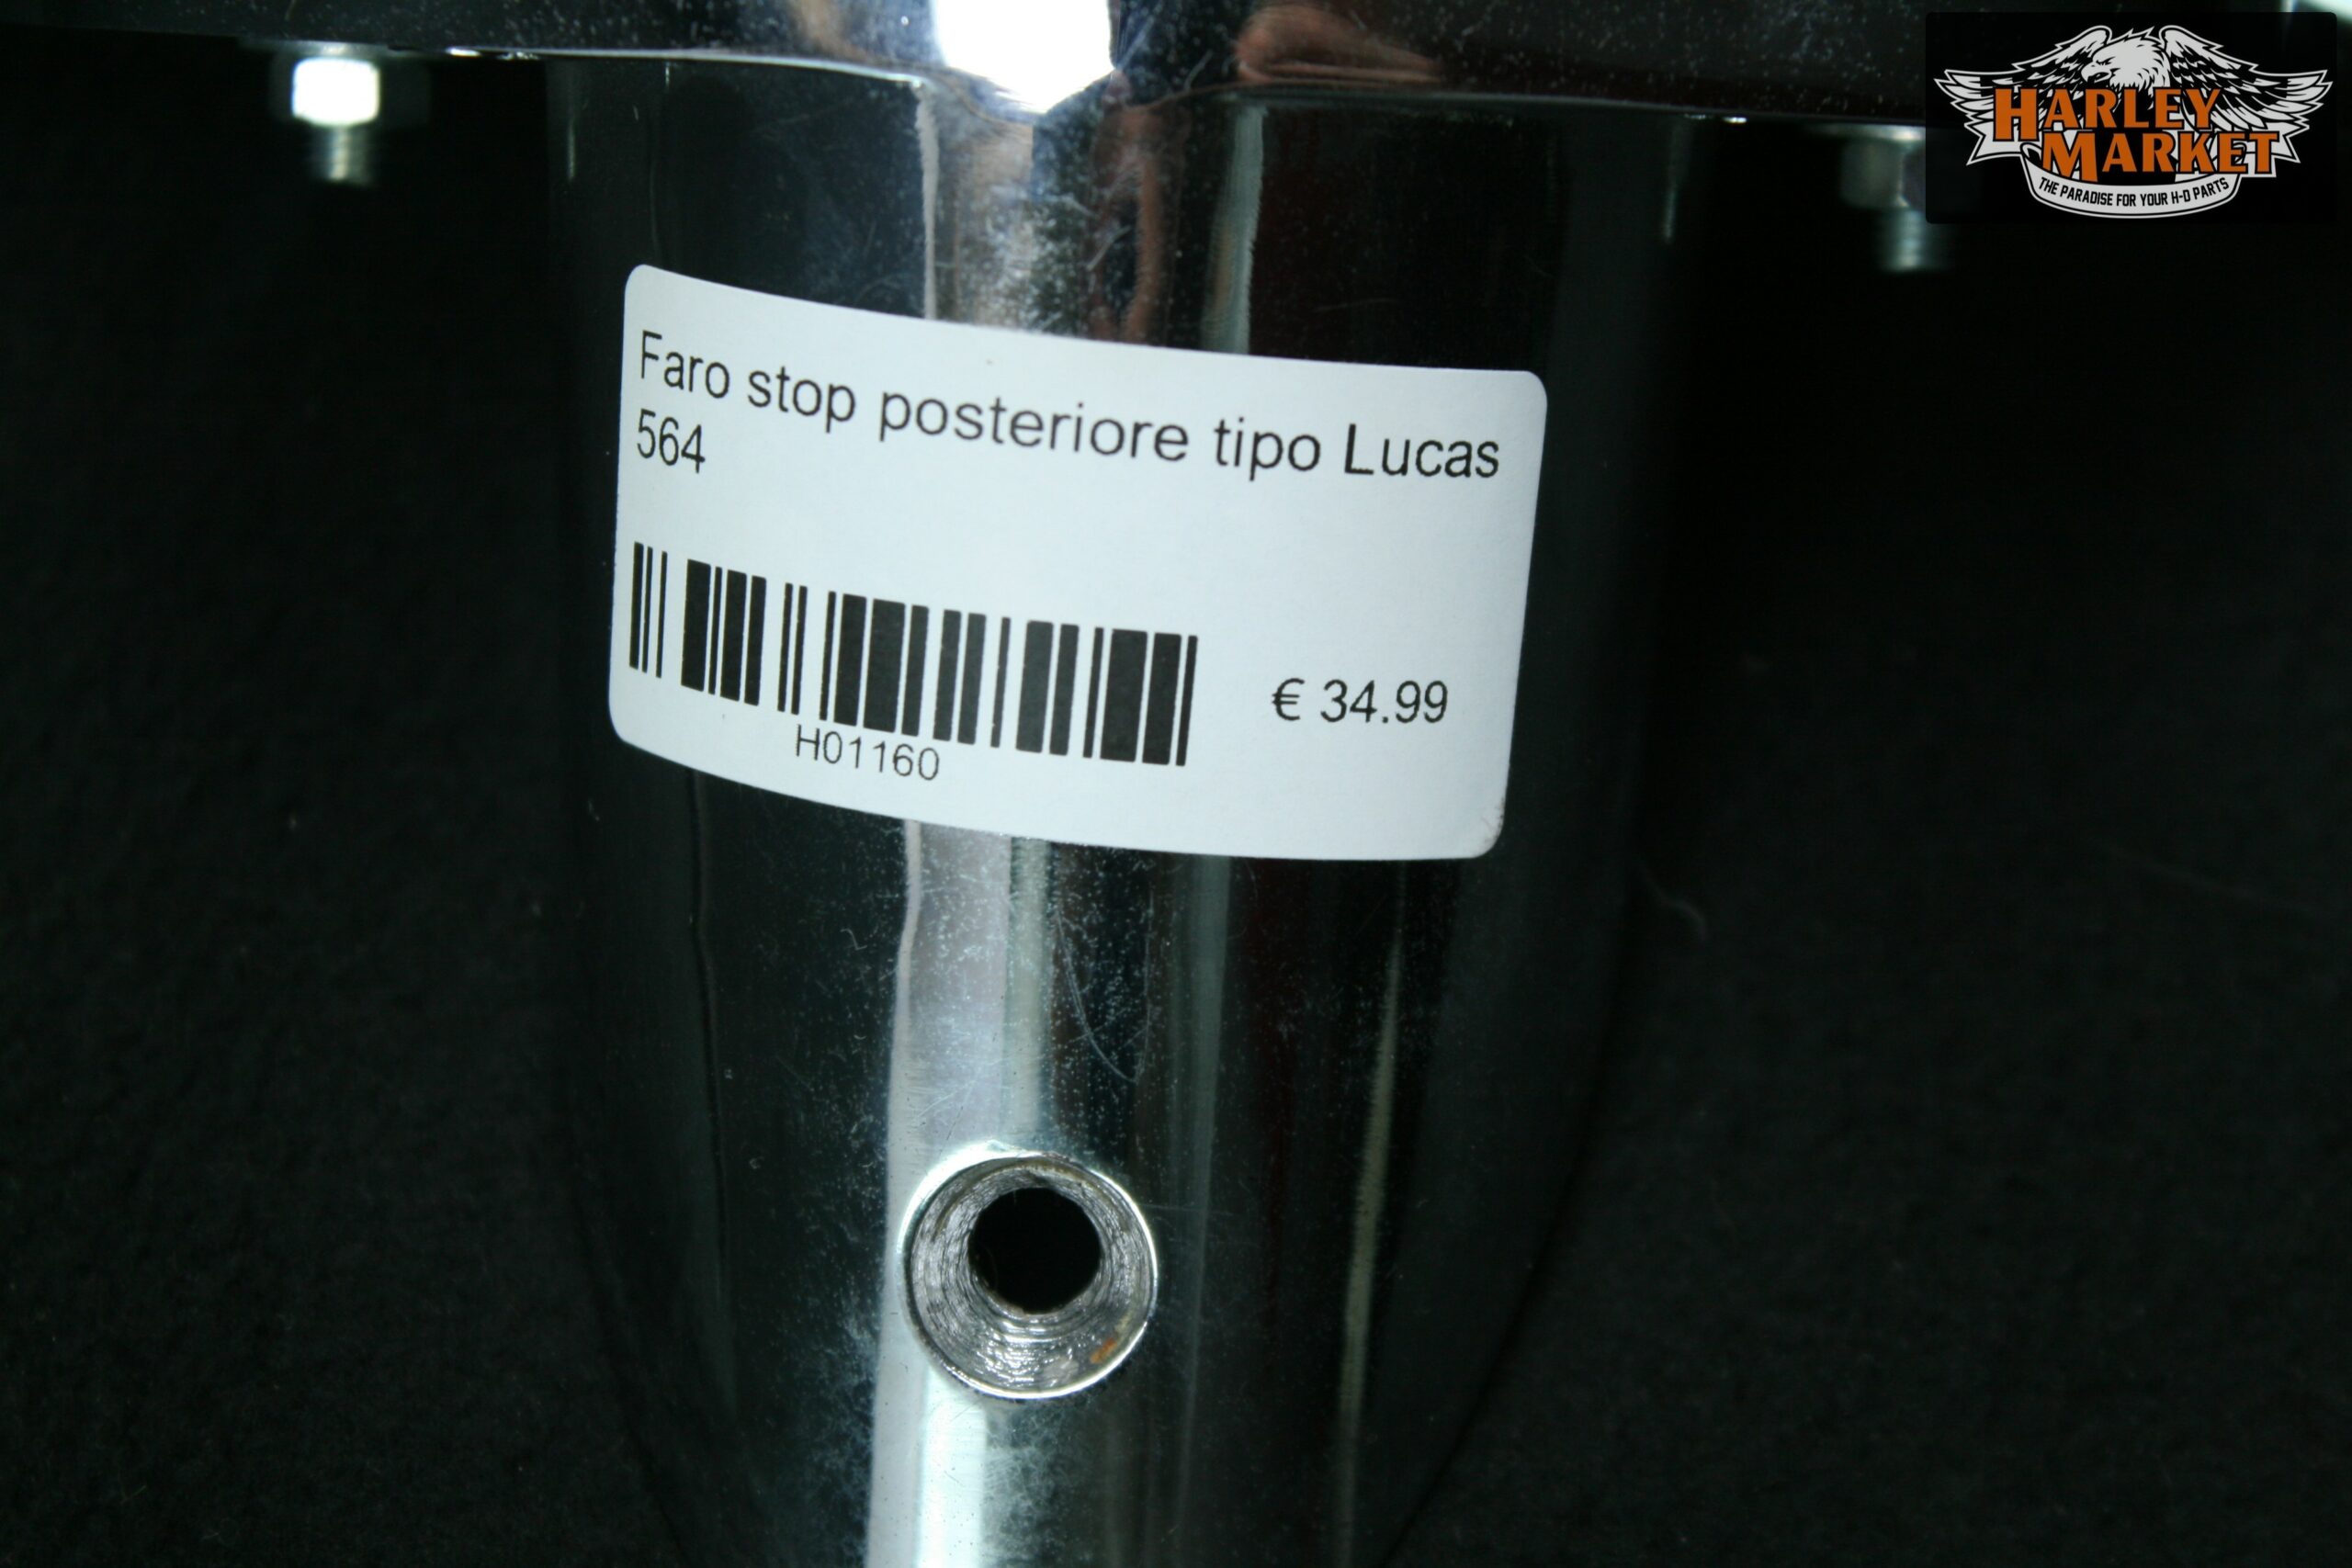 HARLEY
MARKET
THE PARADISE FOR YOUR H-D PARTS
Faro stop posteriore tipo Lucas
564
H01160
€ 34.99